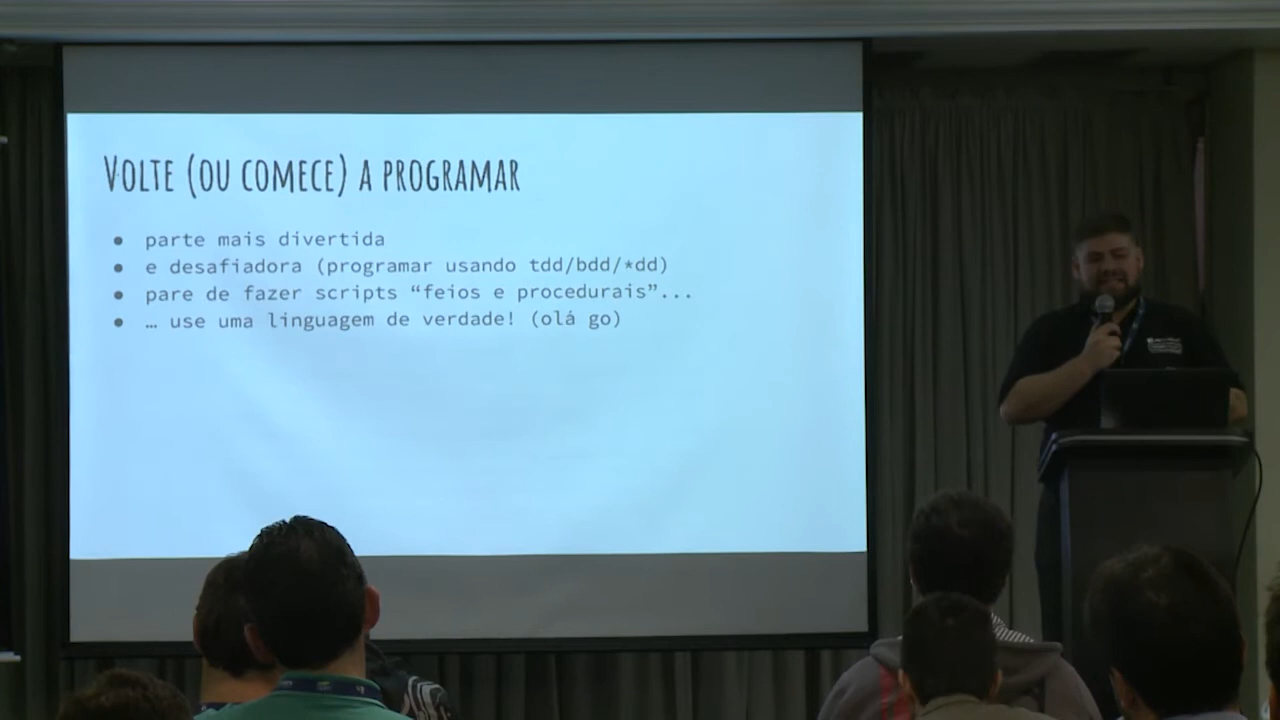 VOLTE (OU COMECE) A PROGRAMAR
● parte mais divertida
● e desafiadora (programar usando tdd/bdd/*dd)
● pare de fazer scripts “feios e procedurais”...
● … use uma linguagem de verdade! (olá go)